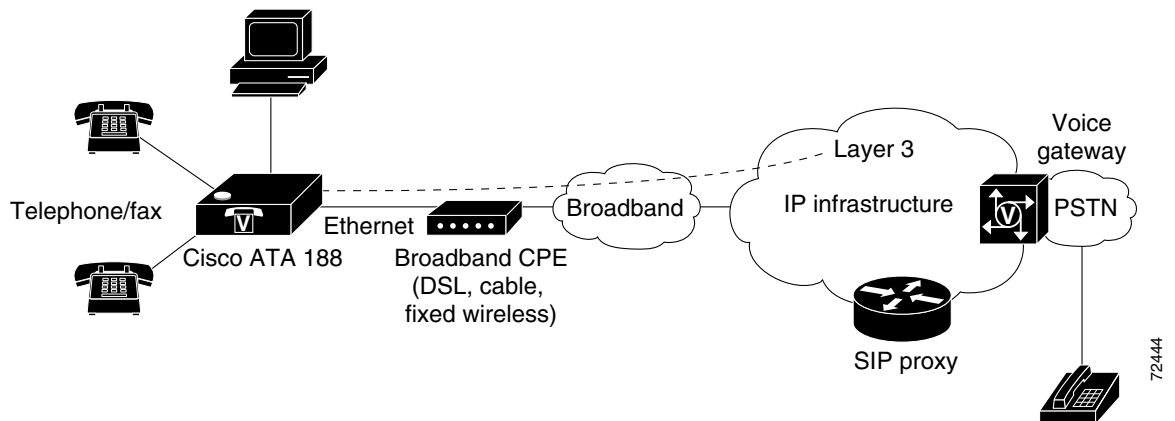 Telephone/fax
Cisco ATA 188
Ethernet
Broadband CPE
(DSL, cable,
fixed wireless)
Broadband
Layer 3
IP infrastructure
SIP proxy
Voice
gateway
V
V
PSTN
72444